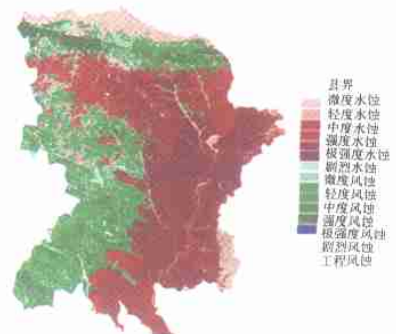 县界
微度水蚀
轻度水蚀
中度水蚀
强度水蚀
极强度水蚀
剧烈水蚀
微度风蚀
轻度风蚀
中度风蚀
强度风蚀
极强度风蚀
剧烈风蚀
工程风蚀